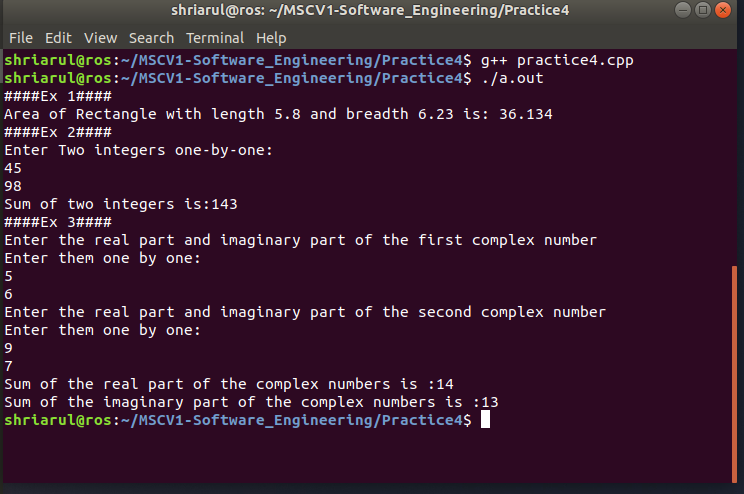 shriarul@ros: ~/MSCV1-Software_Engineering/Practice4
File Edit View Search Terminal Help
shriarul@ros:~/MSCV1-Software_Engineering/Practice4$ g++ practice4.cpp
shriarul@ros:~/MSCV1-Software_Engineering/Practice4$ ./a.out
####Ex 1####
Area of Rectangle with length 5.8 and breadth 6.23 is: 36.134
####Ex 2####
Enter Two integers one-by-one:
45
98
Sum of two integers is:143
####Ex 3####
Enter the real part and imaginary part of the first complex number
Enter them one by one:
5
6
Enter the real part and imaginary part of the second complex number
Enter them one by one:
9
7
Sum of the real part of the complex numbers is :14
Sum of the imaginary part of the complex numbers is :13
shriarul@ros:~/MSCV1-Software_Engineering/Practice4$